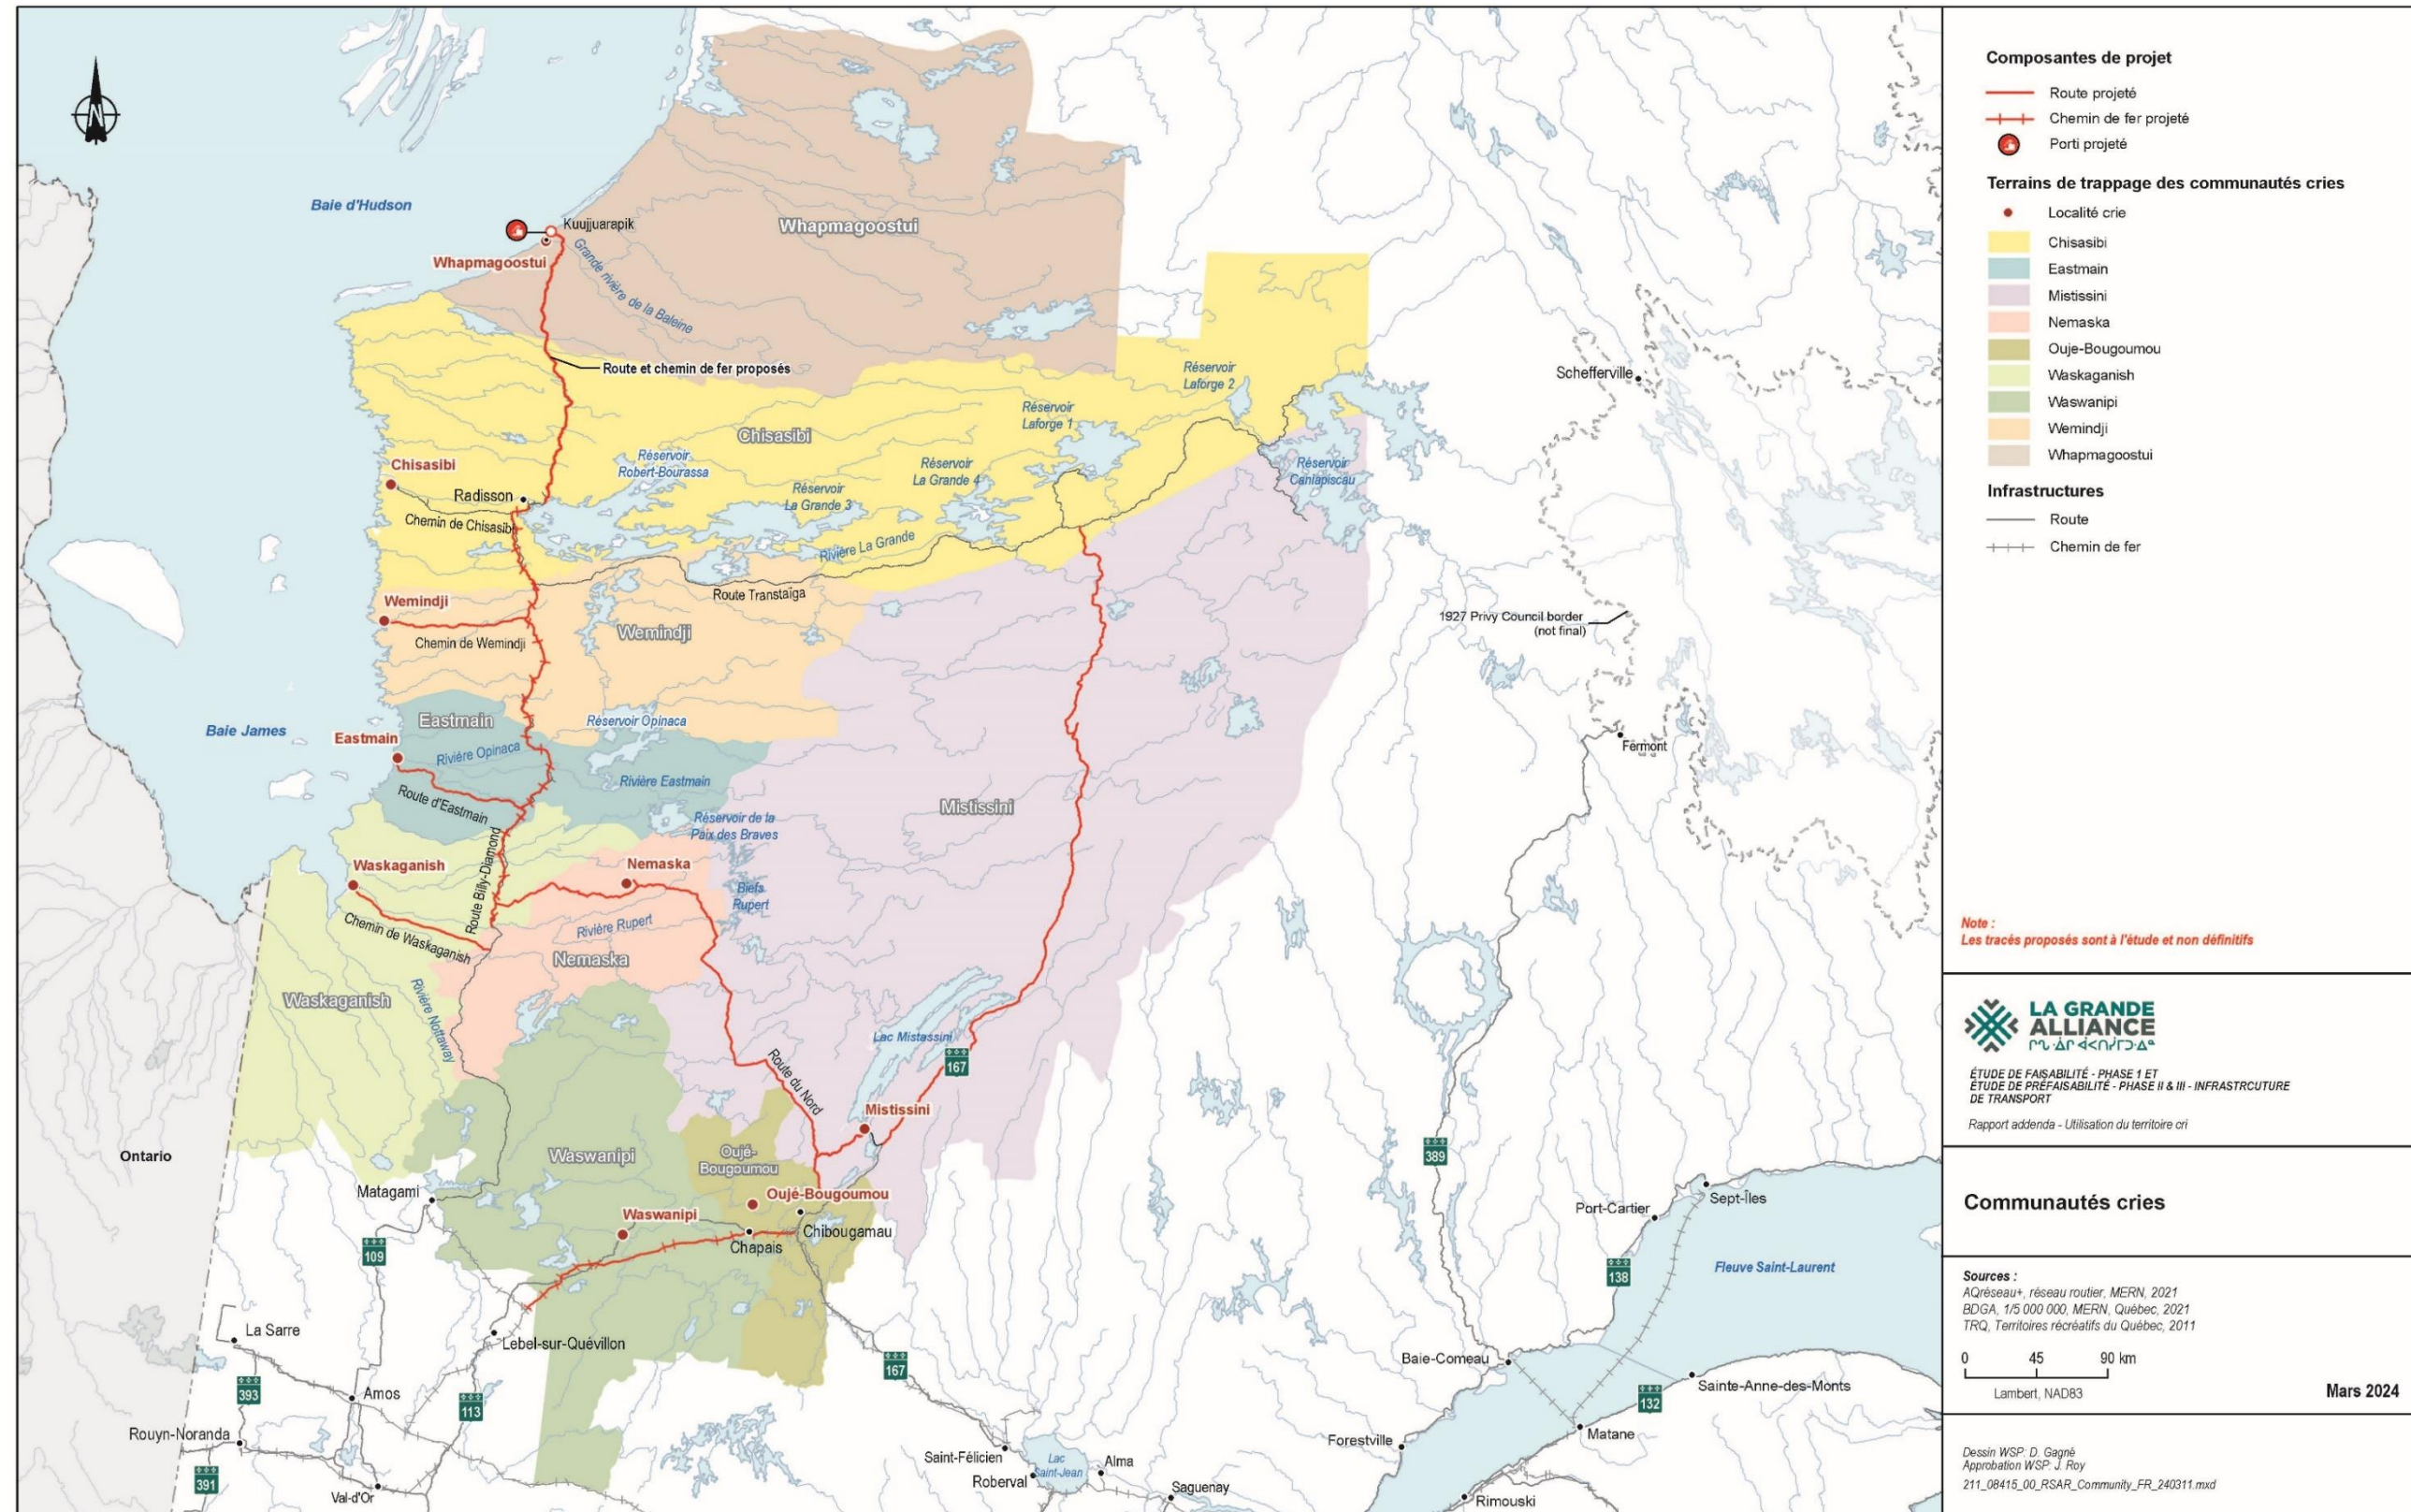 N
Baie d'Hudson
Kuujjuarapik
Whapmagoostui
Whapmagoostui
Grande rivière de la Baleine
Route et chemin de fer proposés
Réservoir
Laforge 2
Réservoir
Laforge 1
Schefferville
Chisasibi
Chisasibi
Réservoir
Robert-Bourassa
Réservoir
La Grande 4
Réservoir
Caniapiscau
Radisson
Réservoir
La Grande 3
Chemin de Chisasibi
Rivière La Grande
Route Transtaïga
Wemindji
Wemindji
Chemin de Wemindji
1927 Privy Council border
(not final)
Eastmain
Réservoir Opinaca
Baie James
Eastmain
Rivière Opinaca
Fermont
Rivière Eastmain
Route d'Eastmain
Mistissini
Réservoir de la
Paix des Braves
Route Billy-Diamond
Waskaganish
Nemaska
Biefs
Rupert
Chemin de Waskaganish
Rivière Rupert
Nemaska
Waskaganish
Rivière Nottaway
Lac Mistassini
167
Route du Nord
Mistissini
Ontario
Waswanipi
Oujé-
Bougoumou
389
Matagami
Oujé-Bougoumou
Waswanipi
Chibougamau
Chapais
Sept-Îles
Port-Cartier
109
138
Fleuve Saint-Laurent
La Sarre
Lebel-sur-Quévillon
Baie-Comeau
167
393
Amos
113
Sainte-Anne-des-Monts
132
Rouyn-Noranda
Matane
Forestville
Saint-Félicien
Lac
Saint-Jean
Alma
Roberval
391
Val-d'Or
Saguenay
Rimouski
Composantes de projet
Route projeté
Chemin de fer projeté
Porti projeté
Terrains de trappage des communautés cries
Localité crie
Chisasibi
Eastmain
Mistissini
Nemaska
Ouje-Bougoumou
Waskaganish
Waswanipi
Wemindji
Whapmagoostui
Infrastructures
Route
Chemin de fer
Note :
Les tracés proposés sont à l'étude et non définitifs
LA GRANDE
ALLIANCE
ÉTUDE DE FAISABILITÉ - PHASE 1 ET
ÉTUDE DE PRÉFAISABILITÉ - PHASE II & III - INFRASTRCUTURE
DE TRANSPORT
Rapport addenda - Utilisation du territoire cri
Communautés cries
Sources :
AQréseau+, réseau routier, MERN, 2021
BDGA, 1/5 000 000, MERN, Québec, 2021
TRQ, Territoires récréatifs du Québec, 2011
0 45 90 km
Lambert, NAD83
Mars 2024
Dessin WSP: D. Gagné
Approbation WSP: J. Roy
211_08415_00_RSAR_Community_FR_240311.mxd